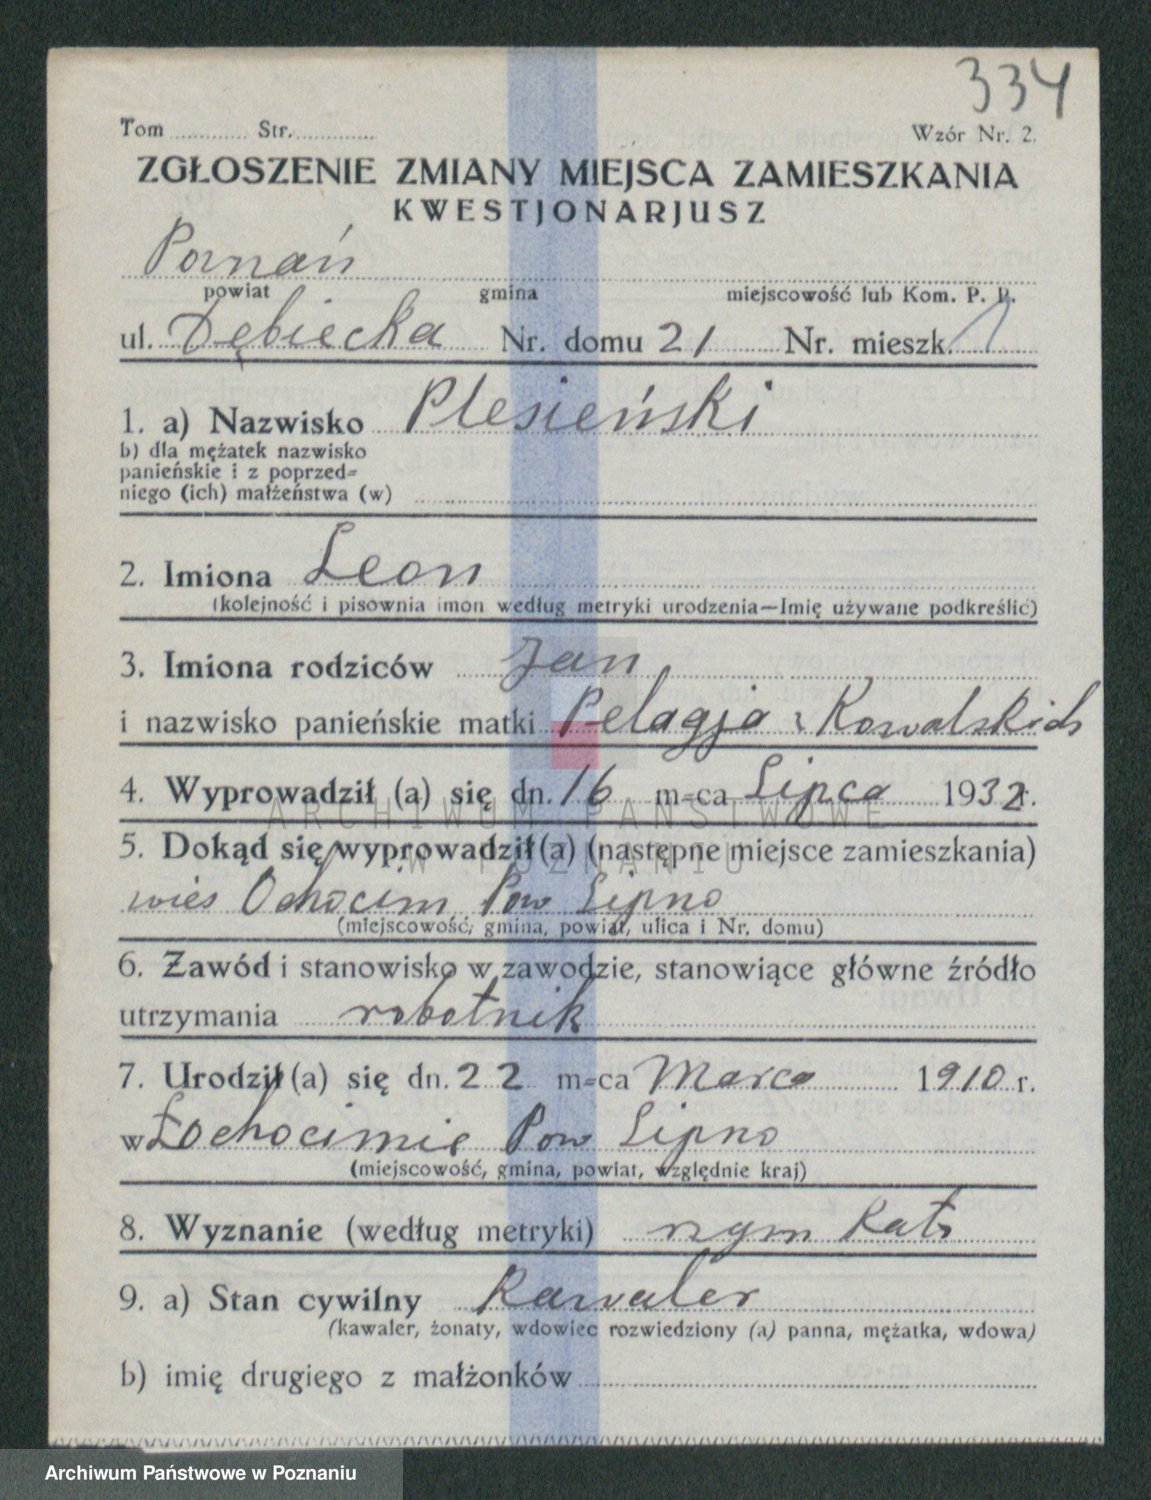 334
Tom ............ Str. ............ Wzór Nr. 2.
ZGŁOSZENIE ZMIANY MIEJSCA ZAMIESZKANIA
KWESTJONARJUSZ
Poznań
powiat gmina miejscowość lub Kom. P. P.
ul. Dębiecka Nr. domu 21 Nr. mieszk. 1
1. a) Nazwisko Plesieński
b) dla mężatek nazwisko
panieńskie i z poprzed=
niego (ich) małżeństwa (w)
2. Imiona Leon
(kolejność i pisownia imon według metryki urodzenia—Imię używane podkreślić)
3. Imiona rodziców Jan
i nazwisko panieńskie matki Pelagja z Kowalskich
4. Wyprowadził (a) się dn. 16 m=ca Lipca 1932 r.
ARCHIWUM PAŃSTWOWE
5. Dokąd się wyprowadził (a) (następne miejsce zamieszkania)
W POZNANIU
wies Ochocim Pow Lipno
(miejscowość, gmina, powiat, ulica i Nr. domu)
6. Zawód i stanowisko w zawodzie, stanowiące główne źródło
utrzymania robotnik
7. Urodził (a) się dn. 22 m=ca Marca 1910 r.
w Łochocimie Pow Lipno
(miejscowość, gmina, powiat, względnie kraj)
8. Wyznanie (według metryki) rzym Kat
9. a) Stan cywilny Kawaler
(kawaler, żonaty, wdowiec rozwiedziony (a) panna, mężatka, wdowa)
b) imię drugiego z małżonków
Archiwum Państwowe w Poznaniu